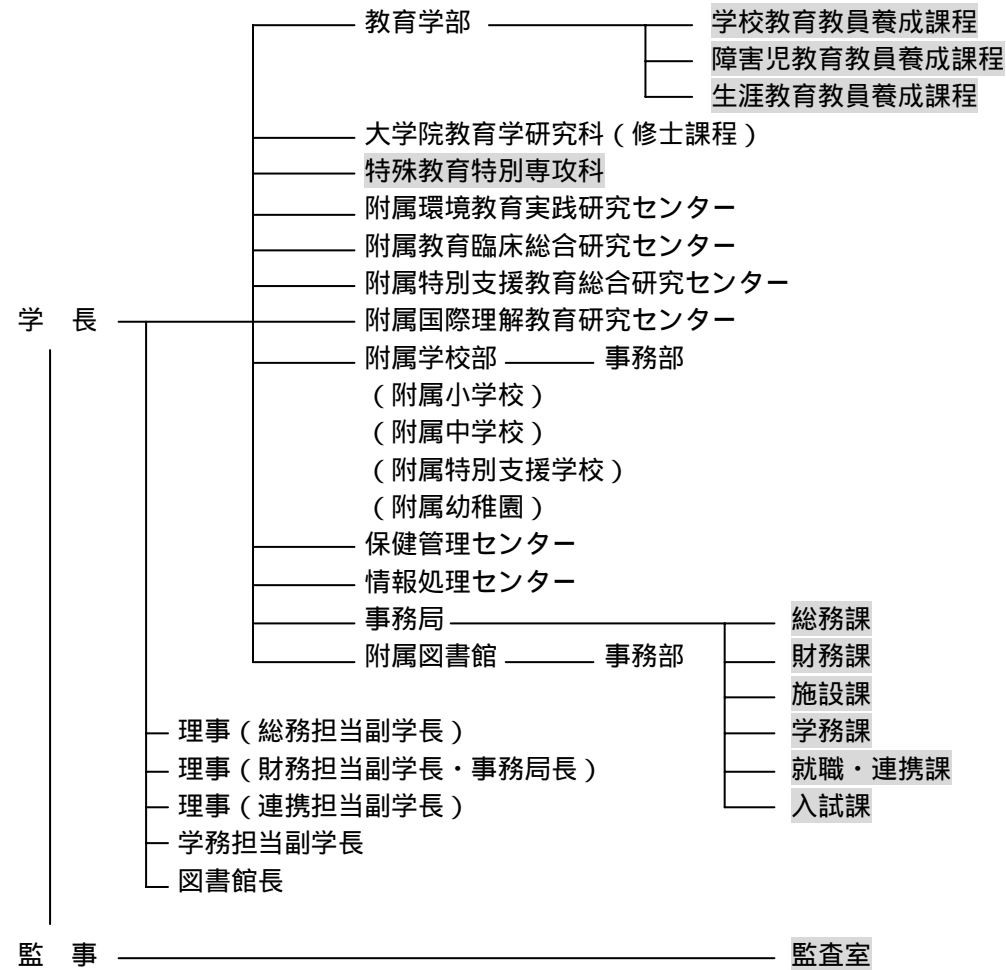 教育学部 学校教育教員養成課程
障害児教育教員養成課程
生涯教育教員養成課程
大学院教育学研究科（修士課程）
特殊教育特別専攻科
附属環境教育実践研究センター
附属教育臨床総合研究センター
附属特別支援教育総合研究センター
学 長 附属国際理解教育研究センター
附属学校部 事務部
（附属小学校）
（附属中学校）
（附属特別支援学校）
（附属幼稚園）
保健管理センター
情報処理センター
事務局 総務課
附属図書館 事務部 財務課
施設課
理事（総務担当副学長） 学務課
理事（財務担当副学長・事務局長） 就職・連携課
理事（連携担当副学長） 入試課
学務担当副学長
図書館長
監 事 監査室